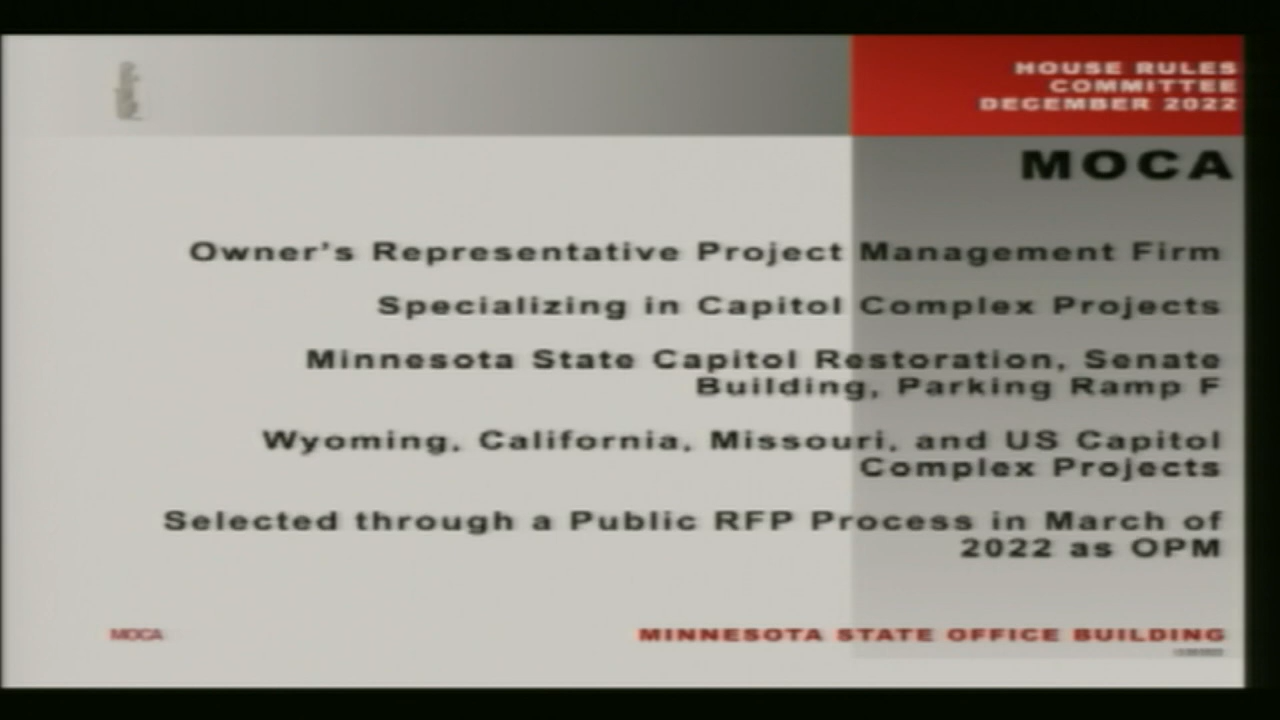 HOUSE RULES
COMMITTEE
DECEMBER 2022
MOCA
Owner's Representative Project Management Firm
Specializing in Capitol Complex Projects
Minnesota State Capitol Restoration, Senate
Building, Parking Ramp F
Wyoming, California, Missouri, and US Capitol
Complex Projects
Selected through a Public RFP Process in March of
2022 as OPM
MOCA
MINNESOTA STATE OFFICE BUILDING